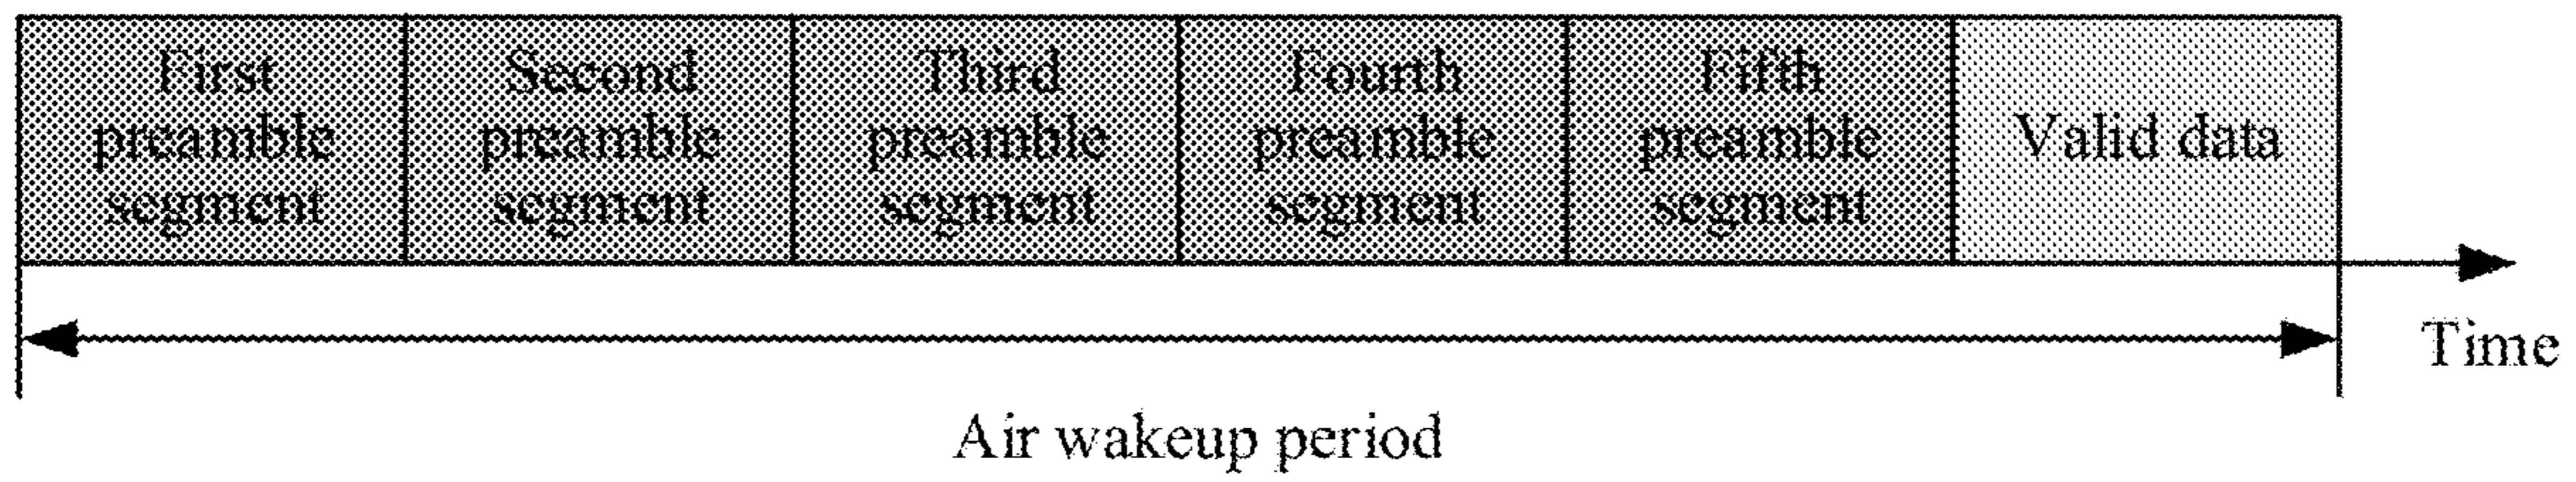 First
preamble
segment
Second
preamble
segment
Third
preamble
segment
Fourth
preamble
segment
Fifth
preamble
segment
Valid data
Time
Air wakeup period